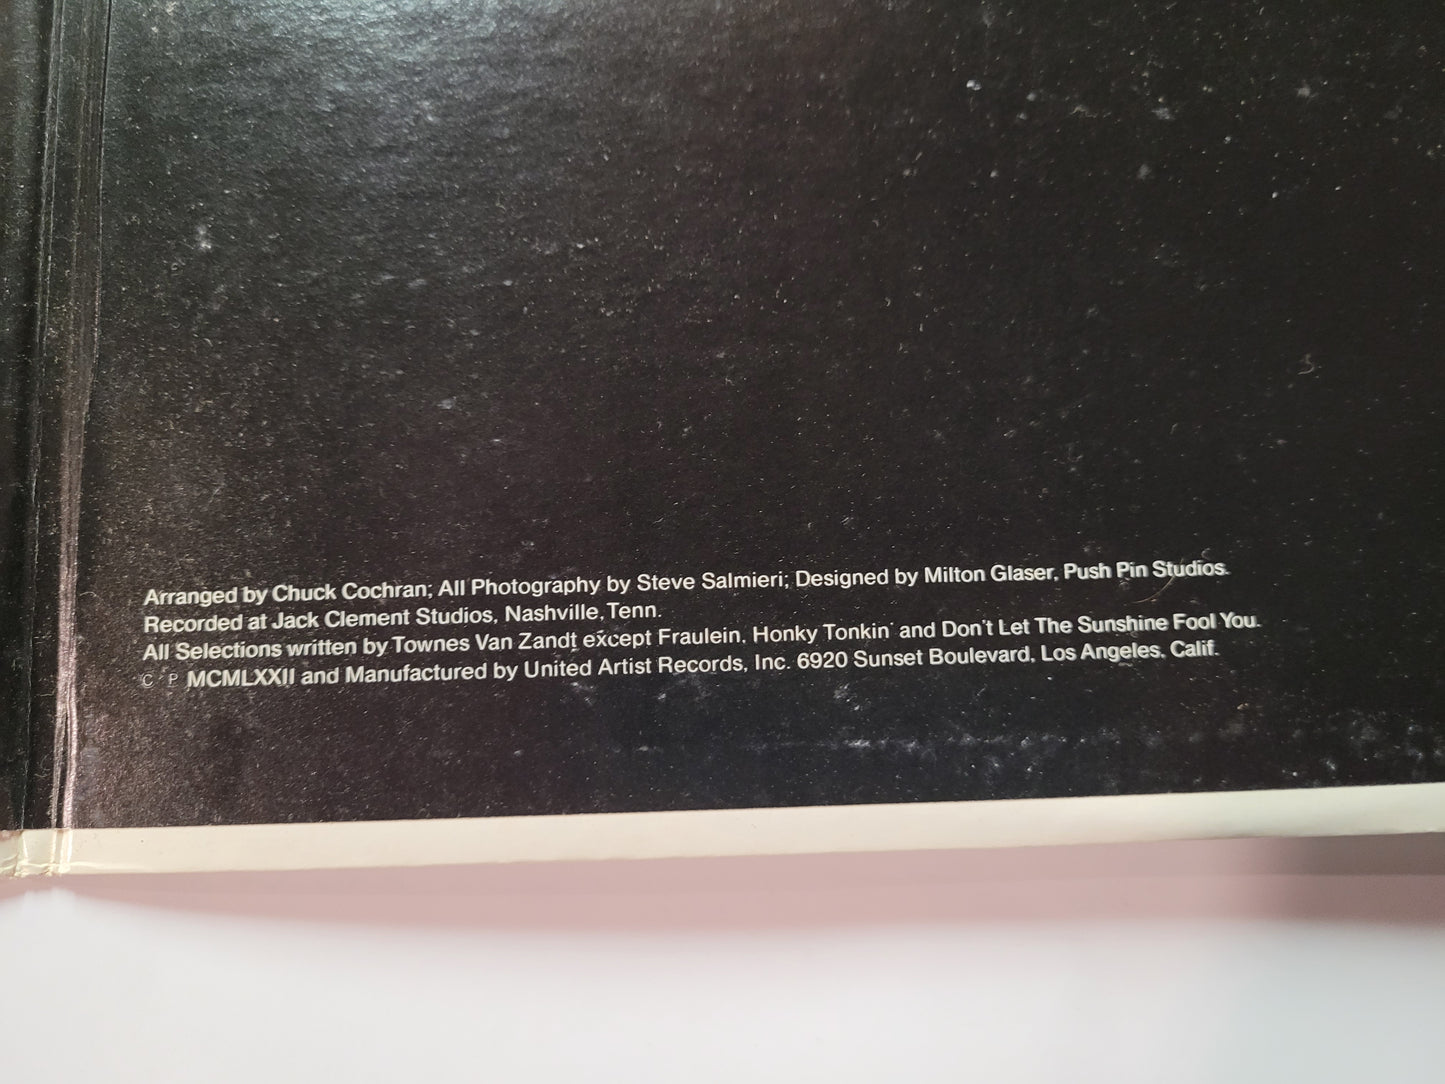 Arranged by Chuck Cochran; All Photography by Steve Salmieri; Designed by Milton Glaser, Push Pin Studios.
Recorded at Jack Clement Studios, Nashville, Tenn.
All Selections written by Townes Van Zandt except Fraulein, Honky Tonkin' and Don't Let The Sunshine Fool You.
C P MCMLXXII and Manufactured by United Artist Records, Inc. 6920 Sunset Boulevard, Los Angeles, Calif.